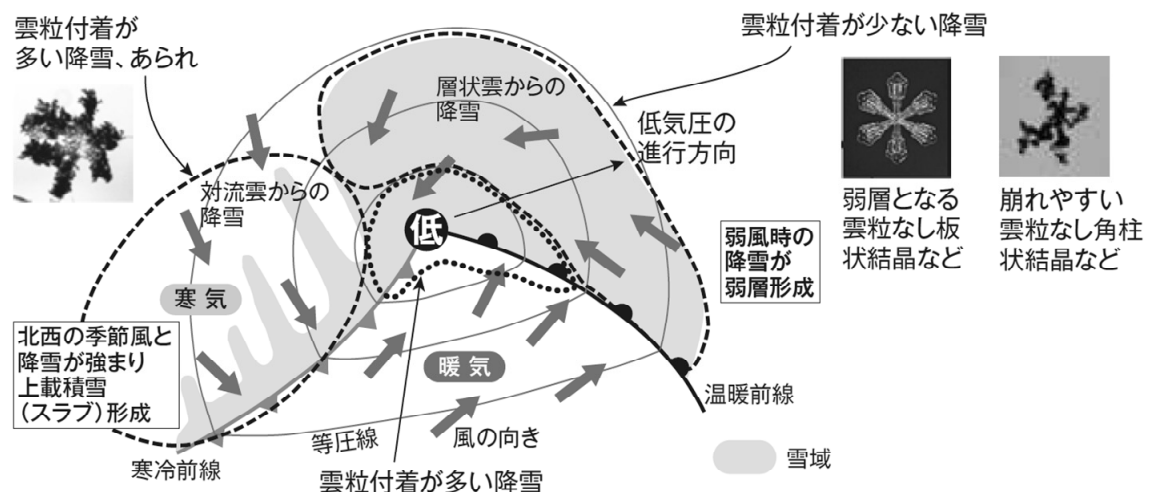 雲粒付着が
多い降雪、あられ
層状雲からの
降雪
雲粒付着が少ない降雪
低気圧の
進行方向
対流雲からの
降雪
低
弱風時の
降雪が
弱層形成
弱層となる
雲粒なし板
状結晶など
崩れやすい
雲粒なし角柱
状結晶など
寒気
北西の季節風と
降雪が強まり
上載積雪
(スラブ)形成
暖気
温暖前線
等圧線
風の向き
寒冷前線
雲粒付着が多い降雪
雪域